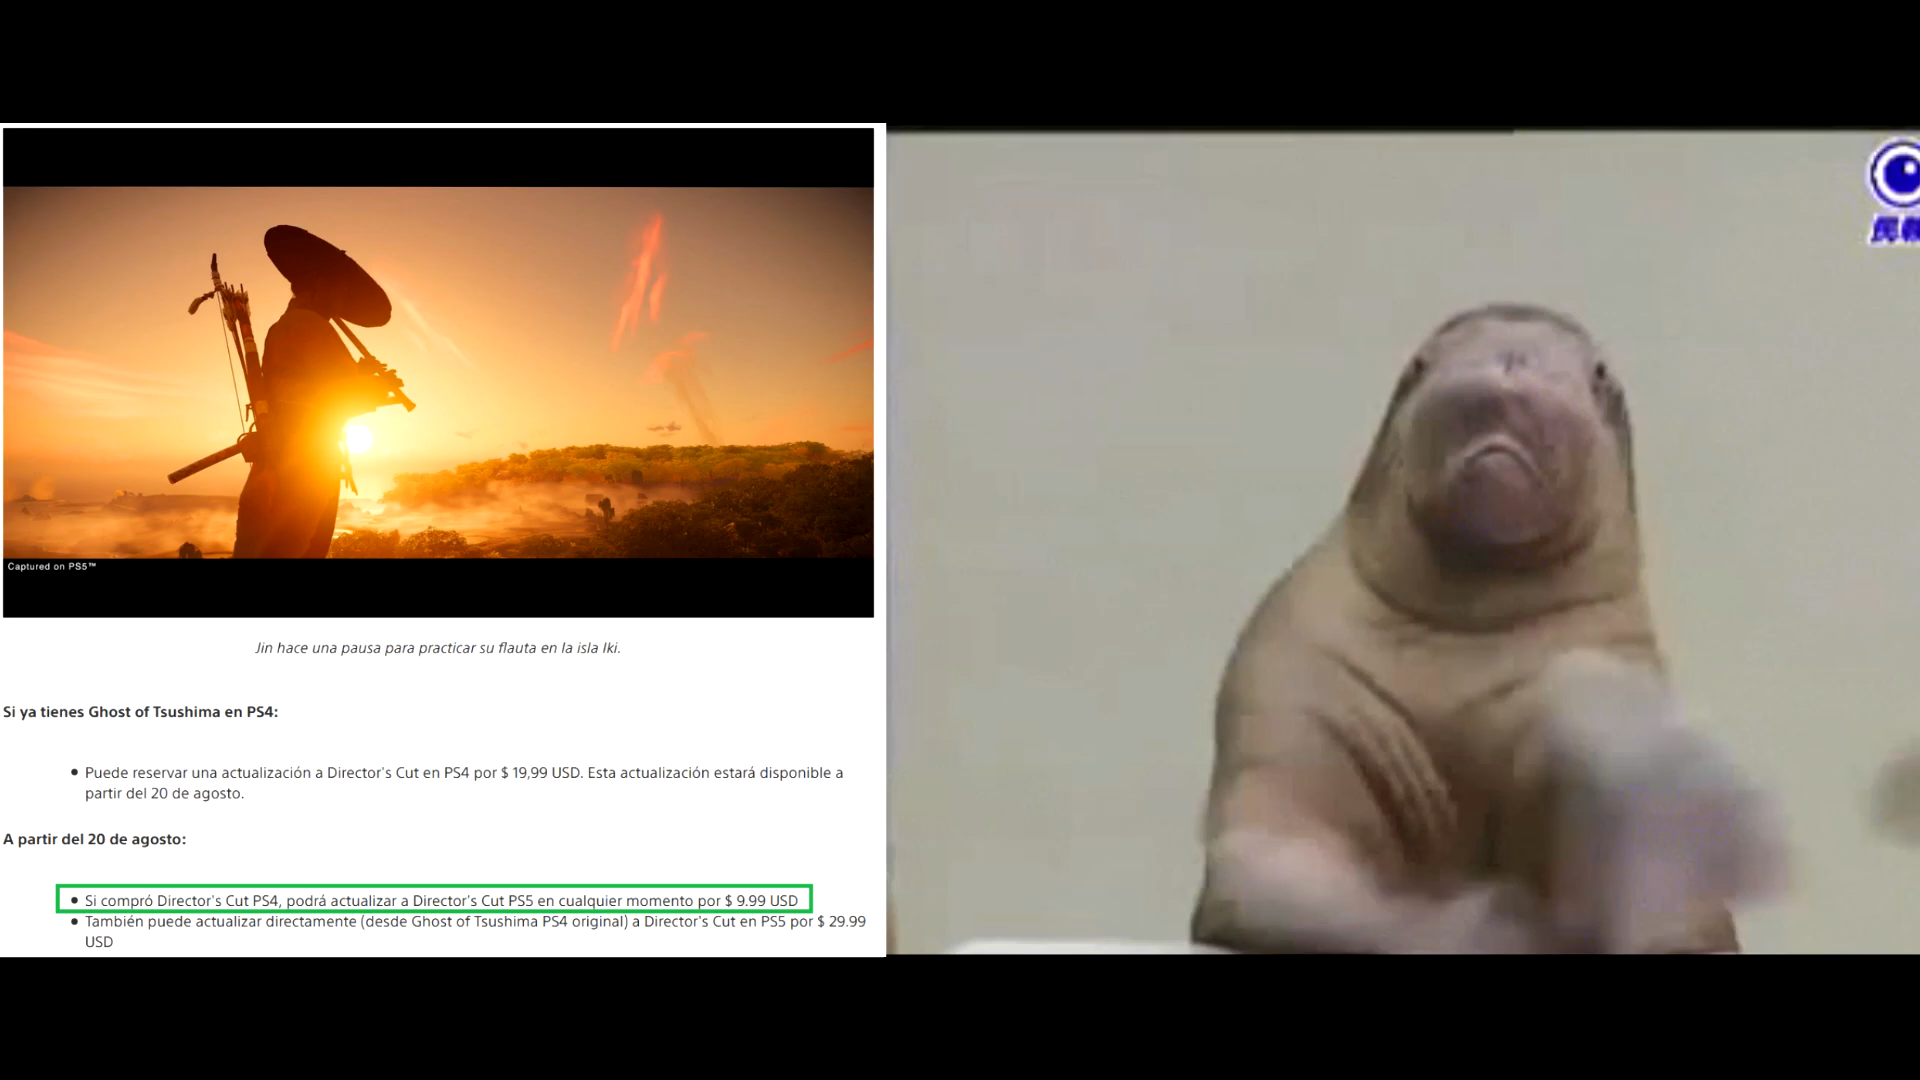 Captured on PS5™
Jin hace una pausa para practicar su flauta en la isla Iki.
Si ya tienes Ghost of Tsushima en PS4:
Puede reservar una actualización a Director's Cut en PS4 por $ 19,99 USD. Esta actualización estará disponible a
partir del 20 de agosto.
A partir del 20 de agosto:
Si compró Director's Cut PS4, podrá actualizar a Director's Cut PS5 en cualquier momento por $ 9.99 USD
También puede actualizar directamente (desde Ghost of Tsushima PS4 original) a Director's Cut en PS5 por $ 29.99
USD